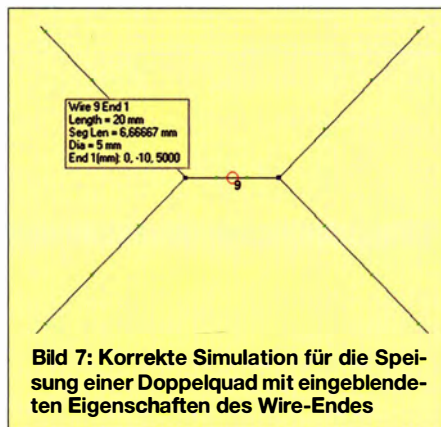 Wire 9 End 1
Length = 20 mm
Seg Len = 6,66667 mm
Dia = 5 mm
End 1(mm): 0, -10, 5000
9
Bild 7: Korrekte Simulation für die Spei-
sung einer Doppelquad mit eingeblende-
ten Eigenschaften des Wire-Endes